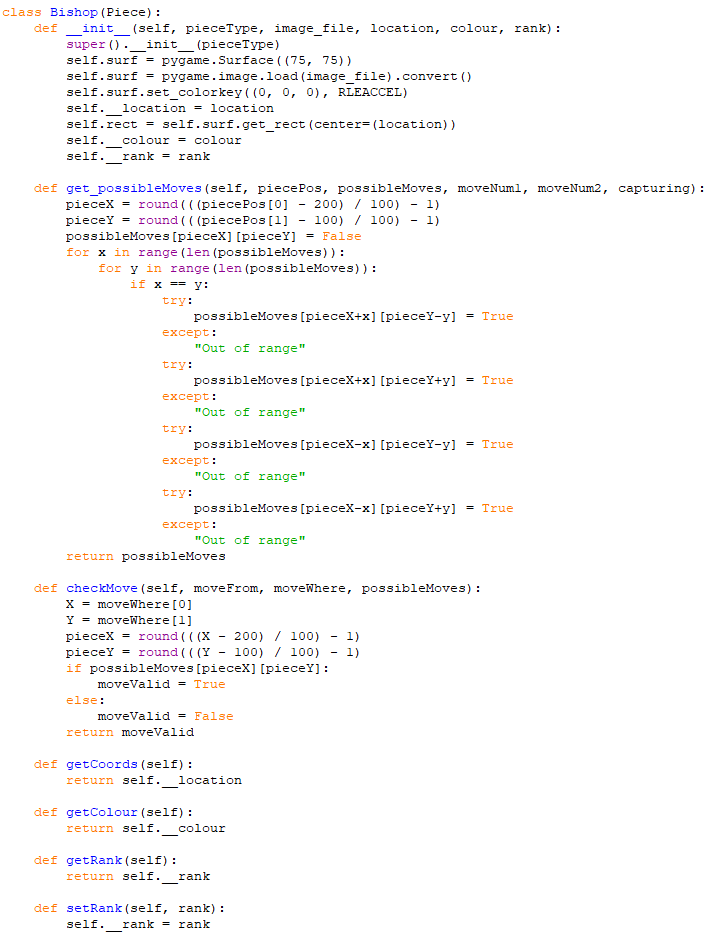 class Bishop(Piece):
    def __init__(self, pieceType, image_file, location, colour, rank):
        super().__init__(pieceType)
        self.surf = pygame.Surface((75, 75))
        self.surf = pygame.image.load(image_file).convert()
        self.surf.set_colorkey((0, 0, 0), RLEACCEL)
        self.__location = location
        self.rect = self.surf.get_rect(center=(location))
        self.__colour = colour
        self.__rank = rank

    def get_possibleMoves(self, piecePos, possibleMoves, moveNum1, moveNum2, capturing):
        pieceX = round(((piecePos[0] - 200) / 100) - 1)
        pieceY = round(((piecePos[1] - 100) / 100) - 1)
        possibleMoves[pieceX][pieceY] = False
        for x in range(len(possibleMoves)):
            for y in range(len(possibleMoves)):
                if x == y:
                    try:
                        possibleMoves[pieceX+x][pieceY-y] = True
                    except:
                        "Out of range"
                    try:
                        possibleMoves[pieceX+x][pieceY+y] = True
                    except:
                        "Out of range"
                    try:
                        possibleMoves[pieceX-x][pieceY-y] = True
                    except:
                        "Out of range"
                    try:
                        possibleMoves[pieceX-x][pieceY+y] = True
                    except:
                        "Out of range"
        return possibleMoves

    def checkMove(self, moveFrom, moveWhere, possibleMoves):
        X = moveWhere[0]
        Y = moveWhere[1]
        pieceX = round(((X - 200) / 100) - 1)
        pieceY = round(((Y - 100) / 100) - 1)
        if possibleMoves[pieceX][pieceY]:
            moveValid = True
        else:
            moveValid = False
        return moveValid

    def getCoords(self):
        return self.__location

    def getColour(self):
        return self.__colour

    def getRank(self):
        return self.__rank

    def setRank(self, rank):
        self.__rank = rank